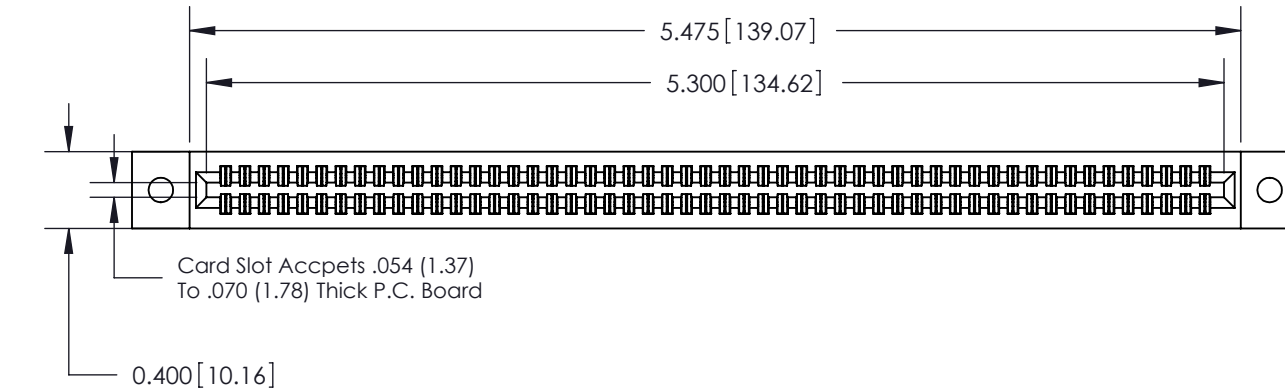 5.475[139.07]
5.300[134.62]
Card Slot Accpets .054 (1.37)
To .070 (1.78) Thick P.C. Board
0.400[10.16]